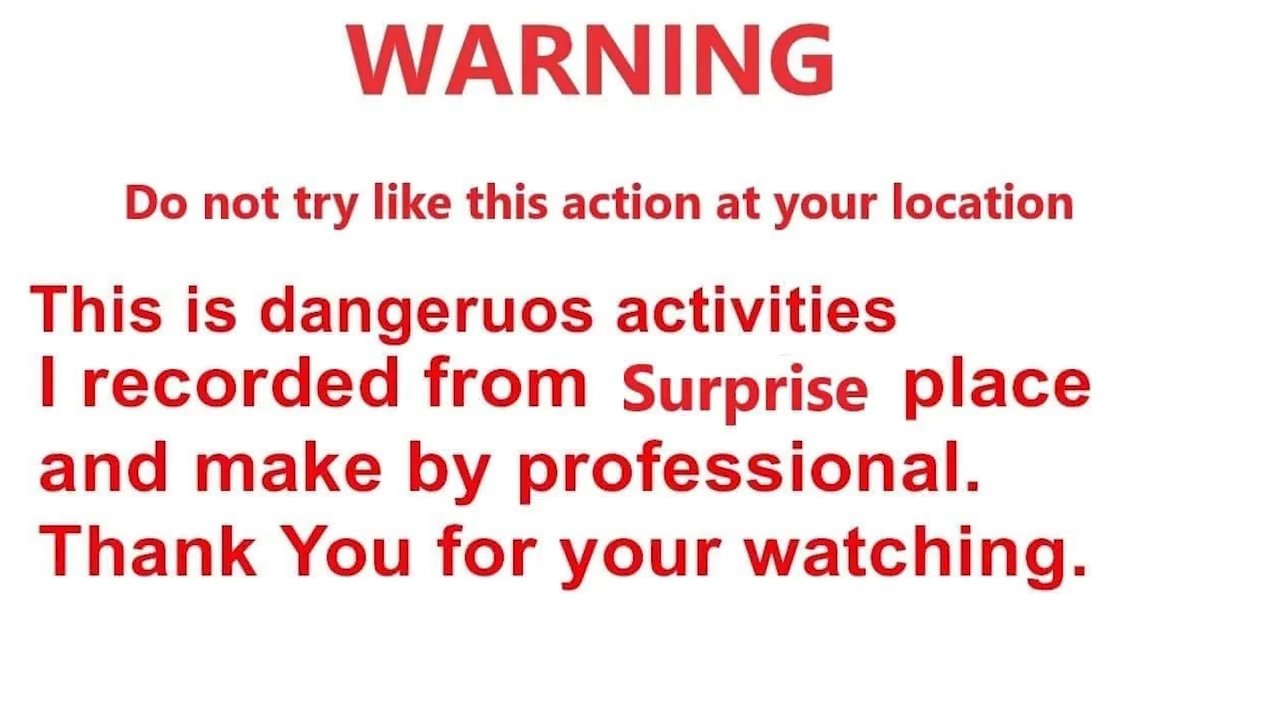 WARNING
Do not try like this action at your location
This is dangeruos activities
I recorded from Surprise place
and make by professional.
Thank You for your watching.